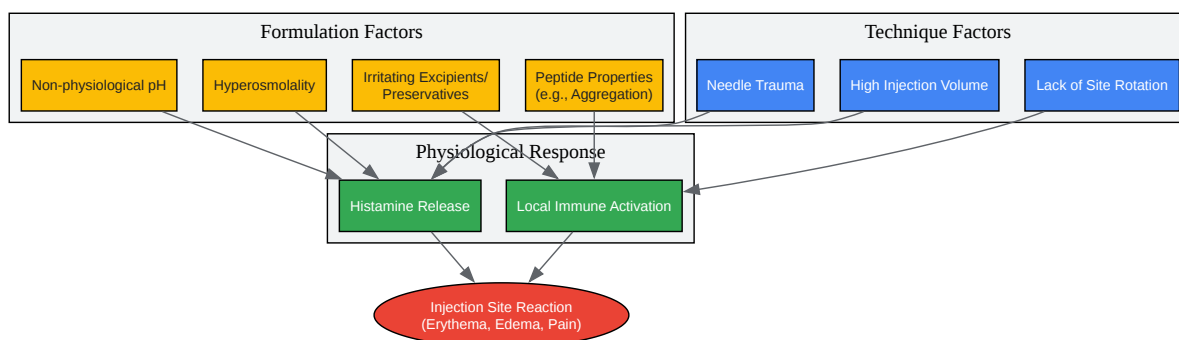 Formulation Factors
Technique Factors
Non-physiological pH
Hyperosmolality
Irritating Excipients/
Preservatives
Peptide Properties
(e.g., Aggregation)
Needle Trauma
High Injection Volume
Lack of Site Rotation
Physiological Response
Histamine Release
Local Immune Activation
Injection Site Reaction
(Erythema, Edema, Pain)